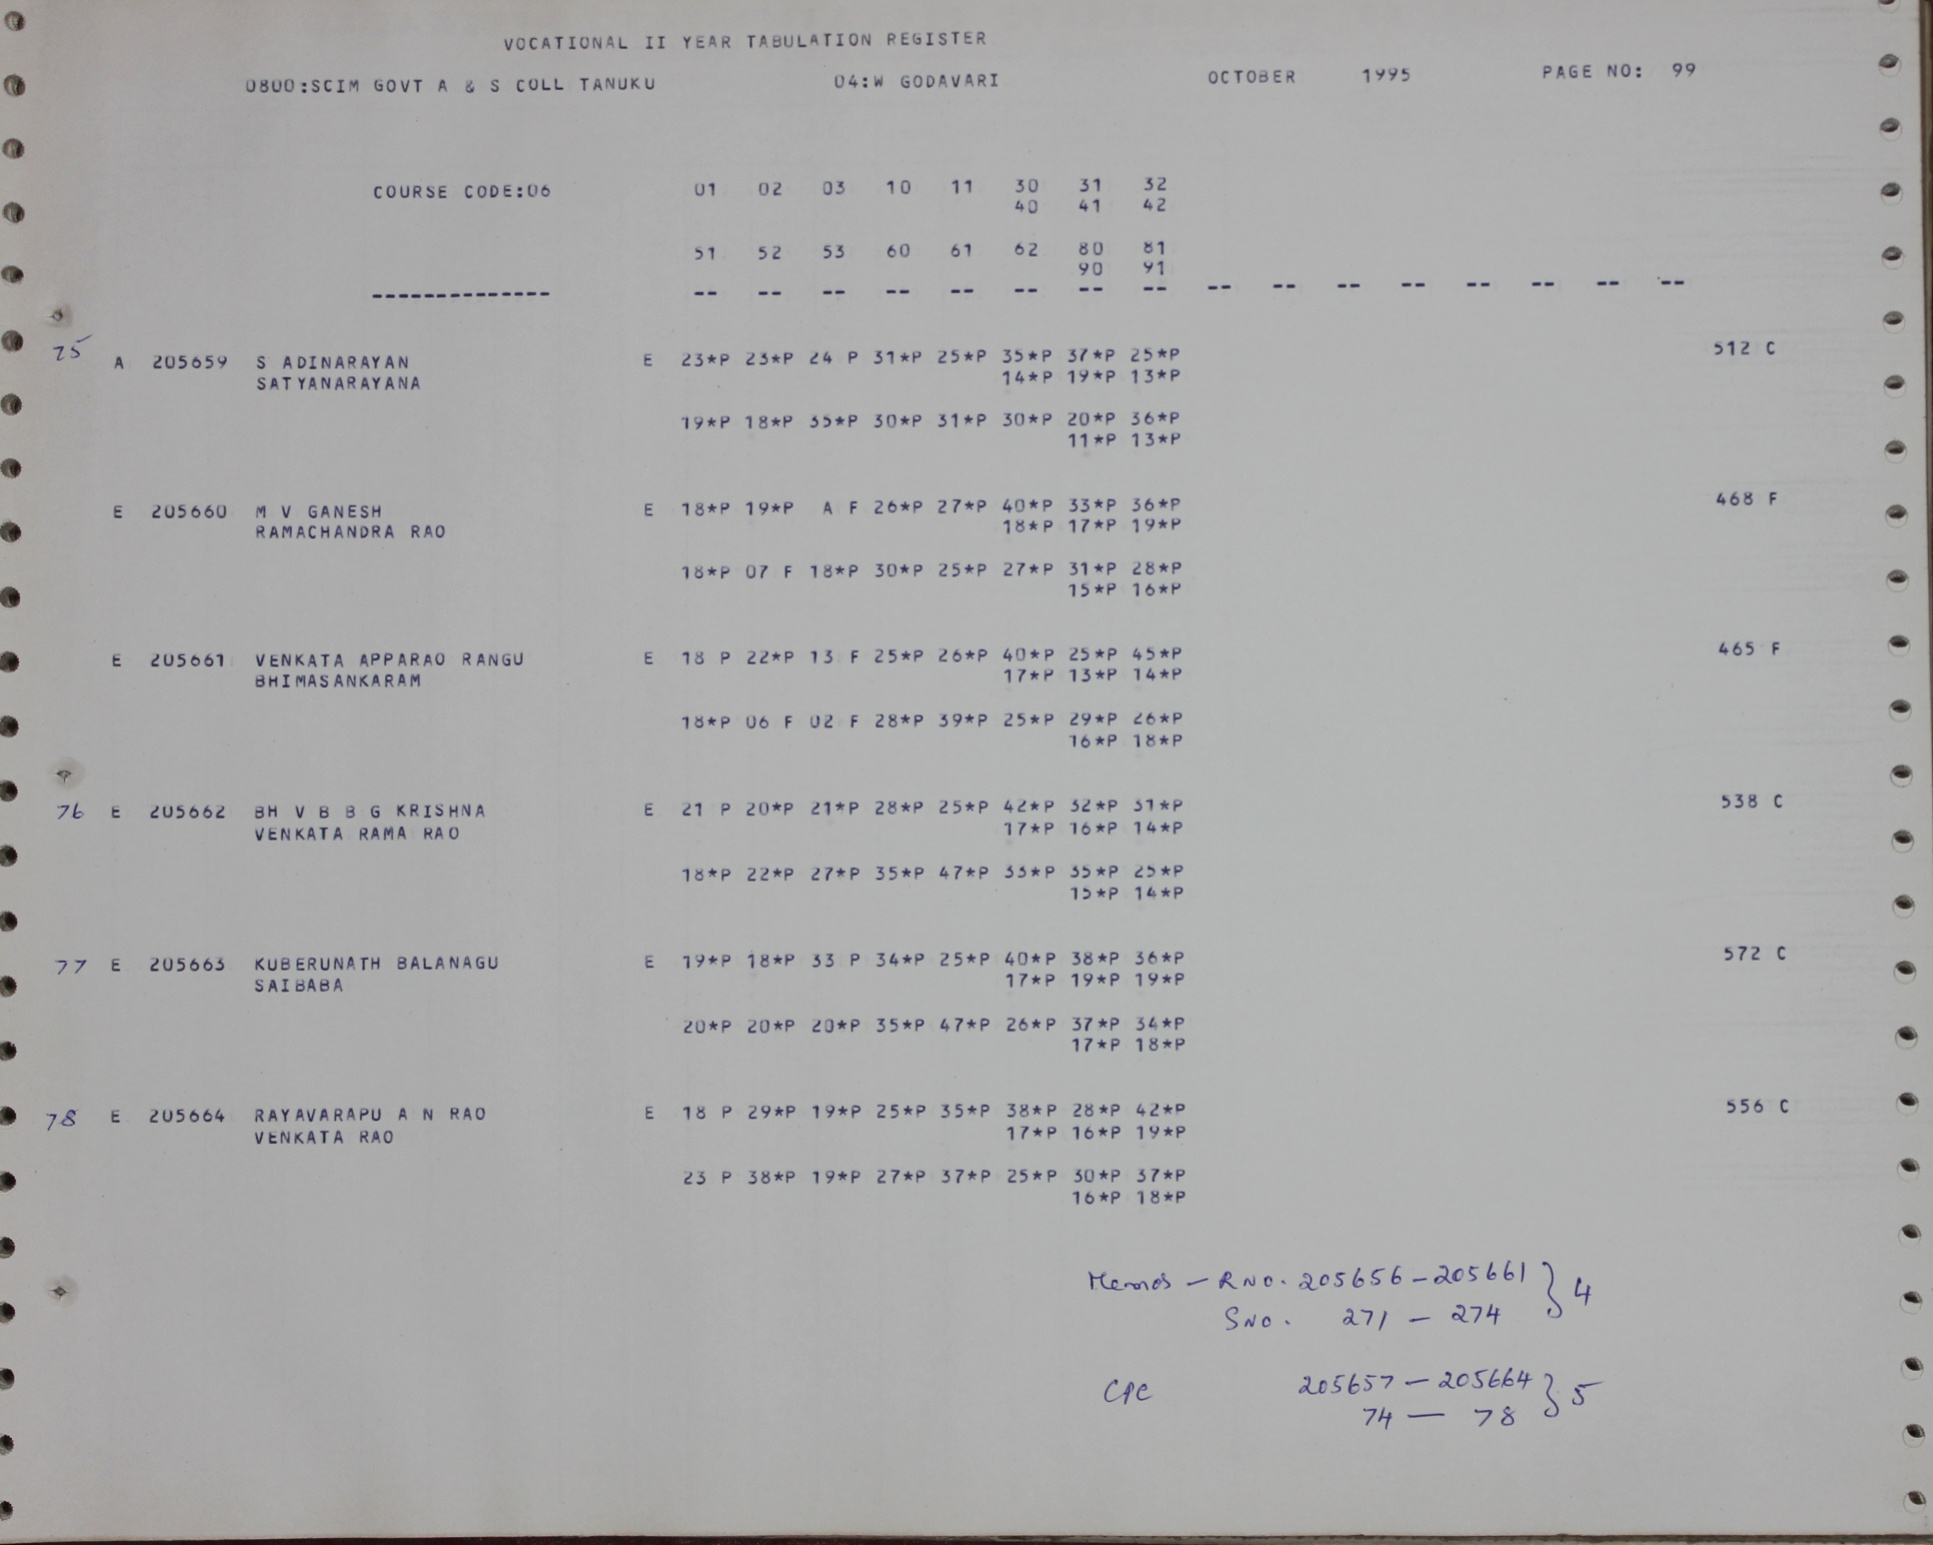 VOCATIONAL II YEAR TABULATION REGISTER
0800:SCIM GOVT A & S COLL TANUKU 04:W GODAVARI OCTOBER 1995 PAGE NO: 99
COURSE CODE:06 01 02 03 10 11 30 31 32
40 41 42
51 52 53 60 61 62 80 81
90 91
-------------- -- -- -- -- -- -- -- -- -- -- -- -- -- -- -- --
75 A 205659 S ADINARAYAN E 23*P 23*P 24 P 31*P 25*P 35*P 37*P 25*P 512 C
SATYANARAYANA 14*P 19*P 13*P
19*P 18*P 35*P 30*P 31*P 30*P 20*P 36*P
11*P 13*P
E 205660 M V GANESH E 18*P 19*P A F 26*P 27*P 40*P 33*P 36*P 468 F
RAMACHANDRA RAO 18*P 17*P 19*P
18*P 07 F 18*P 30*P 25*P 27*P 31*P 28*P
15*P 16*P
E 205661 VENKATA APPARAO RANGU E 18 P 22*P 13 F 25*P 26*P 40*P 25*P 45*P 465 F
BHIMASANKARAM 17*P 13*P 14*P
18*P 06 F 02 F 28*P 39*P 25*P 29*P 26*P
16*P 18*P
76 E 205662 BH V B B G KRISHNA E 21 P 20*P 21*P 28*P 25*P 42*P 32*P 31*P 538 C
VENKATA RAMA RAO 17*P 16*P 14*P
18*P 22*P 27*P 35*P 47*P 33*P 35*P 25*P
15*P 14*P
77 E 205663 KUBERUNATH BALANAGU E 19*P 18*P 33 P 34*P 25*P 40*P 38*P 36*P 572 C
SAIBABA 17*P 19*P 19*P
20*P 20*P 20*P 35*P 47*P 26*P 37*P 34*P
17*P 18*P
78 E 205664 RAYAVARAPU A N RAO E 18 P 29*P 19*P 25*P 35*P 38*P 28*P 42*P 556 C
VENKATA RAO 17*P 16*P 19*P
23 P 38*P 19*P 27*P 37*P 25*P 30*P 37*P
16*P 18*P
Memos - RNO. 205656 - 205661 } 4
SNO. 271 - 274
CPC 205657 - 205664 } 5
74 - 78